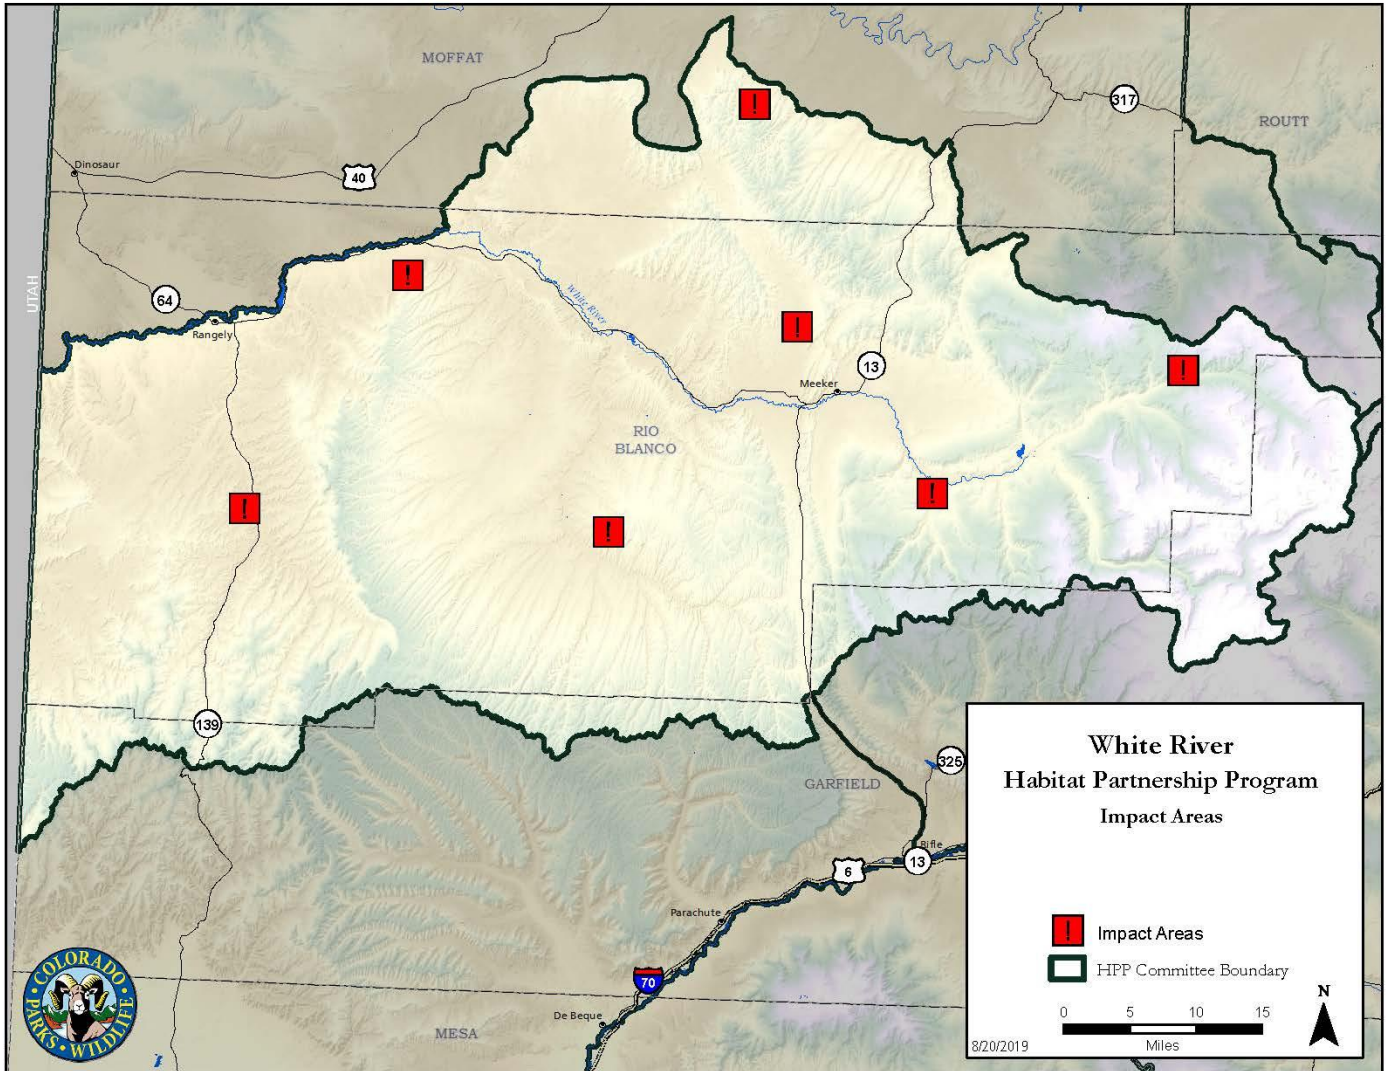 MOFFAT
317
ROUTT
Dinosaur
40
UTAH
64
Rangely
White River
13
Meeker
RIO
BLANCO
139
GARFIELD
325
Rifle
13
6
Parachute
70
De Beque
MESA
COLORADO
PARKS • WILDLIFE
White River
Habitat Partnership Program
Impact Areas
! Impact Areas
HPP Committee Boundary
N
0 5 10 15
Miles
8/20/2019